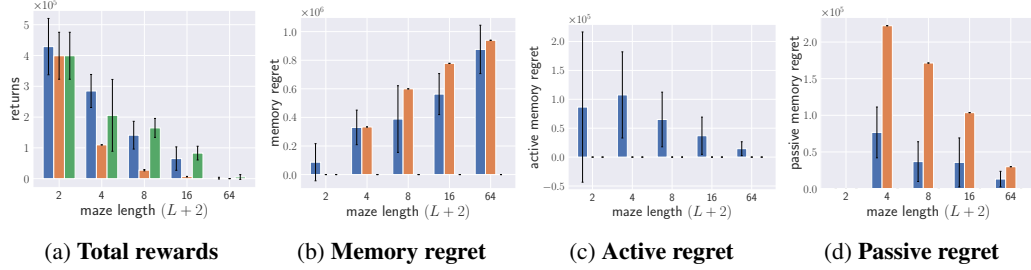 ×10⁵
5
4
3
2
1
0
returns
2 4 8 16 64
maze length (L + 2)
(a) Total rewards
×10⁶
1.0
0.8
0.6
0.4
0.2
0.0
memory regret
2 4 8 16 64
maze length (L + 2)
(b) Memory regret
×10⁵
2.0
1.5
1.0
0.5
0.0
−0.5
active memory regret
2 4 8 16 64
maze length (L + 2)
(c) Active regret
×10⁵
2.0
1.5
1.0
0.5
0.0
passive memory regret
2 4 8 16 64
maze length (L + 2)
(d) Passive regret